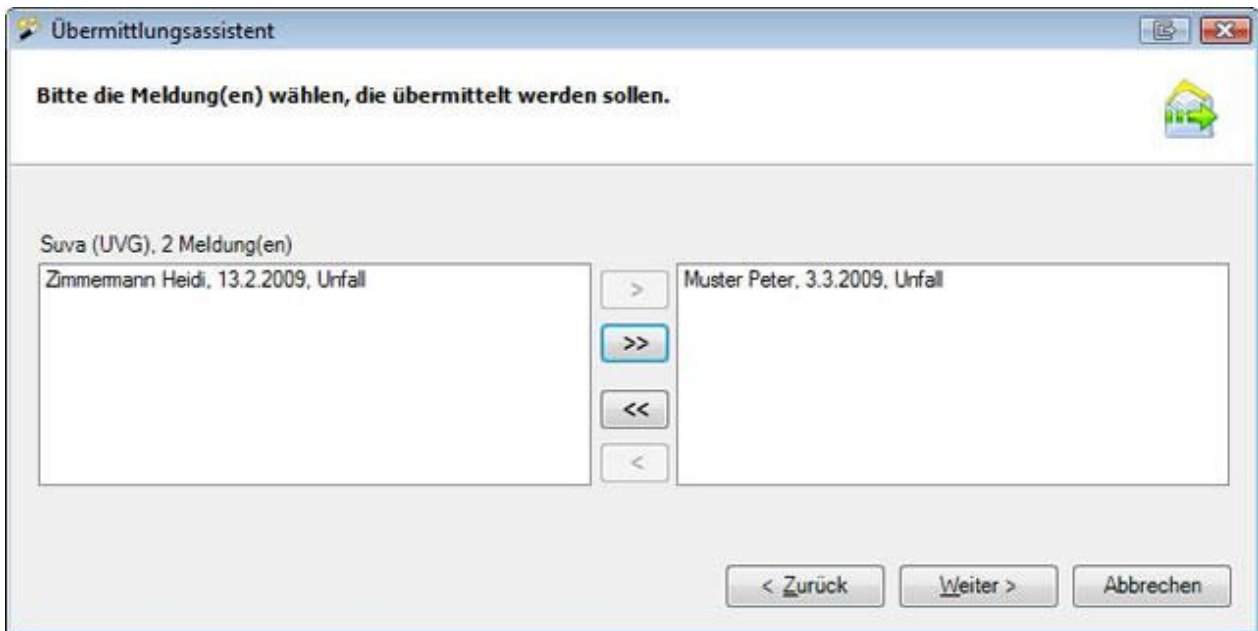 Übermittlungsassistent
Bitte die Meldung(en) wählen, die übermittelt werden sollen.
Suva (UVG), 2 Meldung(en)
Zimmermann Heidi, 13.2.2009, Unfall
>
Muster Peter, 3.3.2009, Unfall
>>
<<
<
< Zurück
Weiter >
Abbrechen